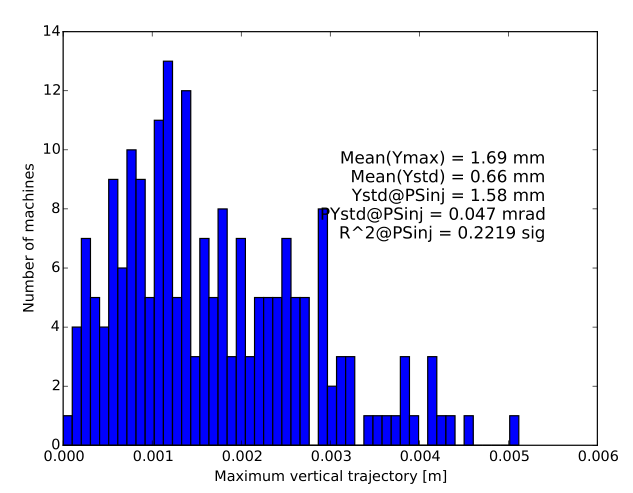 14
12
10
8
6
4
2
0
Number of machines
Mean(Ymax) = 1.69 mm
Mean(Ystd) = 0.66 mm
Ystd@PSinj = 1.58 mm
PYstd@PSinj = 0.047 mrad
R^2@PSinj = 0.2219 sig
0.000 0.001 0.002 0.003 0.004 0.005 0.006
Maximum vertical trajectory [m]